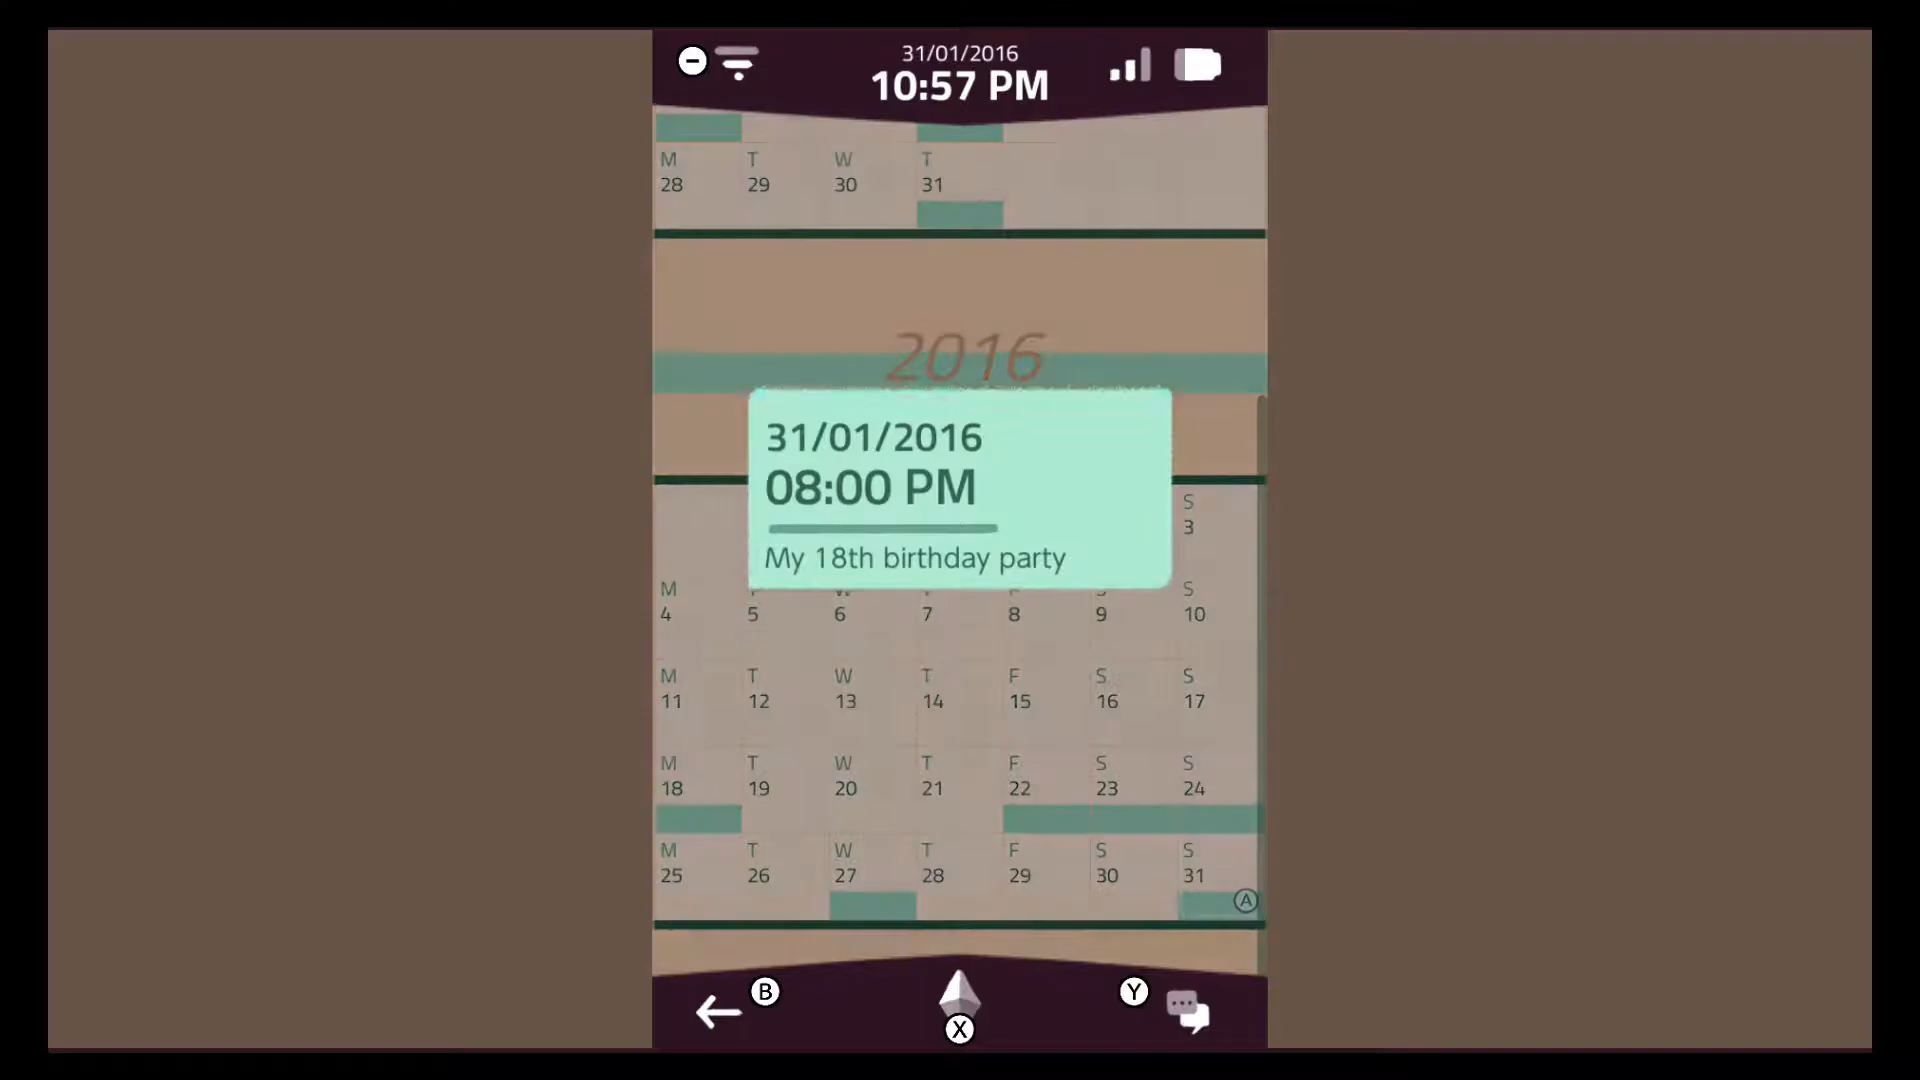 31/01/2016
10:57 PM
M T W T
28 29 30 31
2016
31/01/2016
08:00 PM
My 18th birthday party
S
3
M S
4 5 6 7 8 9 10
M T W T F S S
11 12 13 14 15 16 17
M T W T F S S
18 19 20 21 22 23 24
M T W T F S S
25 26 27 28 29 30 31
A
B
X
Y